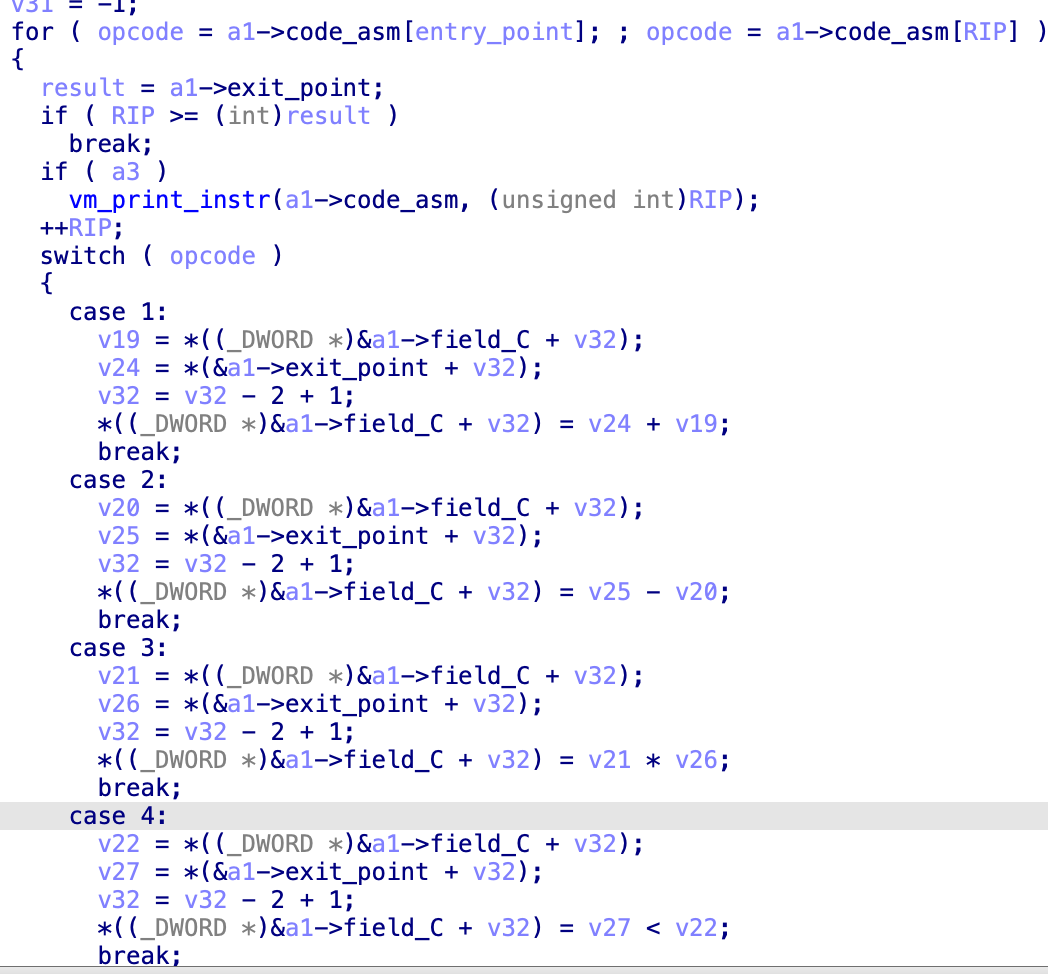 v31 = -1;
for ( opcode = a1->code_asm[entry_point]; ; opcode = a1->code_asm[RIP] )
{
result = a1->exit_point;
if ( RIP >= (int)result )
break;
if ( a3 )
vm_print_instr(a1->code_asm, (unsigned int)RIP);
++RIP;
switch ( opcode )
{
case 1:
v19 = *((_DWORD *)&a1->field_C + v32);
v24 = *(&a1->exit_point + v32);
v32 = v32 - 2 + 1;
*((_DWORD *)&a1->field_C + v32) = v24 + v19;
break;
case 2:
v20 = *((_DWORD *)&a1->field_C + v32);
v25 = *(&a1->exit_point + v32);
v32 = v32 - 2 + 1;
*((_DWORD *)&a1->field_C + v32) = v25 - v20;
break;
case 3:
v21 = *((_DWORD *)&a1->field_C + v32);
v26 = *(&a1->exit_point + v32);
v32 = v32 - 2 + 1;
*((_DWORD *)&a1->field_C + v32) = v21 * v26;
break;
case 4:
v22 = *((_DWORD *)&a1->field_C + v32);
v27 = *(&a1->exit_point + v32);
v32 = v32 - 2 + 1;
*((_DWORD *)&a1->field_C + v32) = v27 < v22;
break;